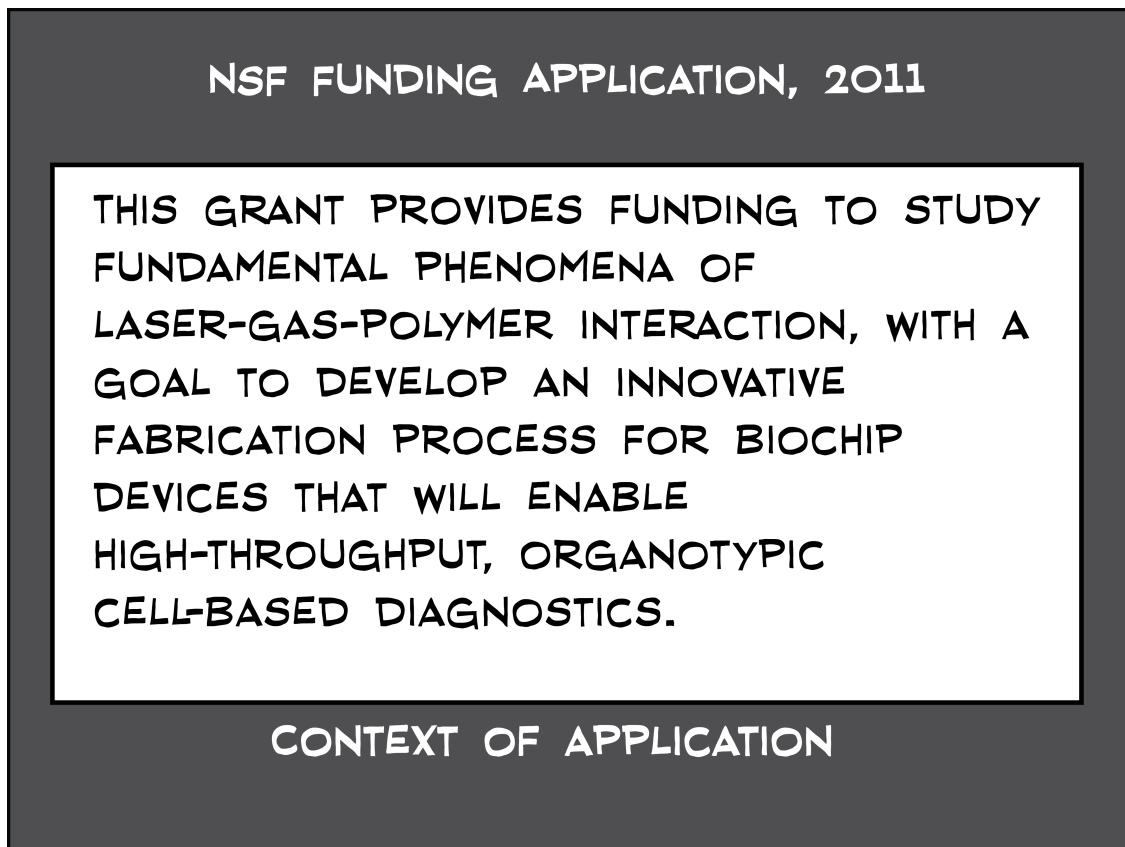 NSF FUNDING APPLICATION, 2011
THIS GRANT PROVIDES FUNDING TO STUDY
FUNDAMENTAL PHENOMENA OF
LASER-GAS-POLYMER INTERACTION, WITH A
GOAL TO DEVELOP AN INNOVATIVE
FABRICATION PROCESS FOR BIOCHIP
DEVICES THAT WILL ENABLE
HIGH-THROUGHPUT, ORGANOTYPIC
CELL-BASED DIAGNOSTICS.
CONTEXT OF APPLICATION